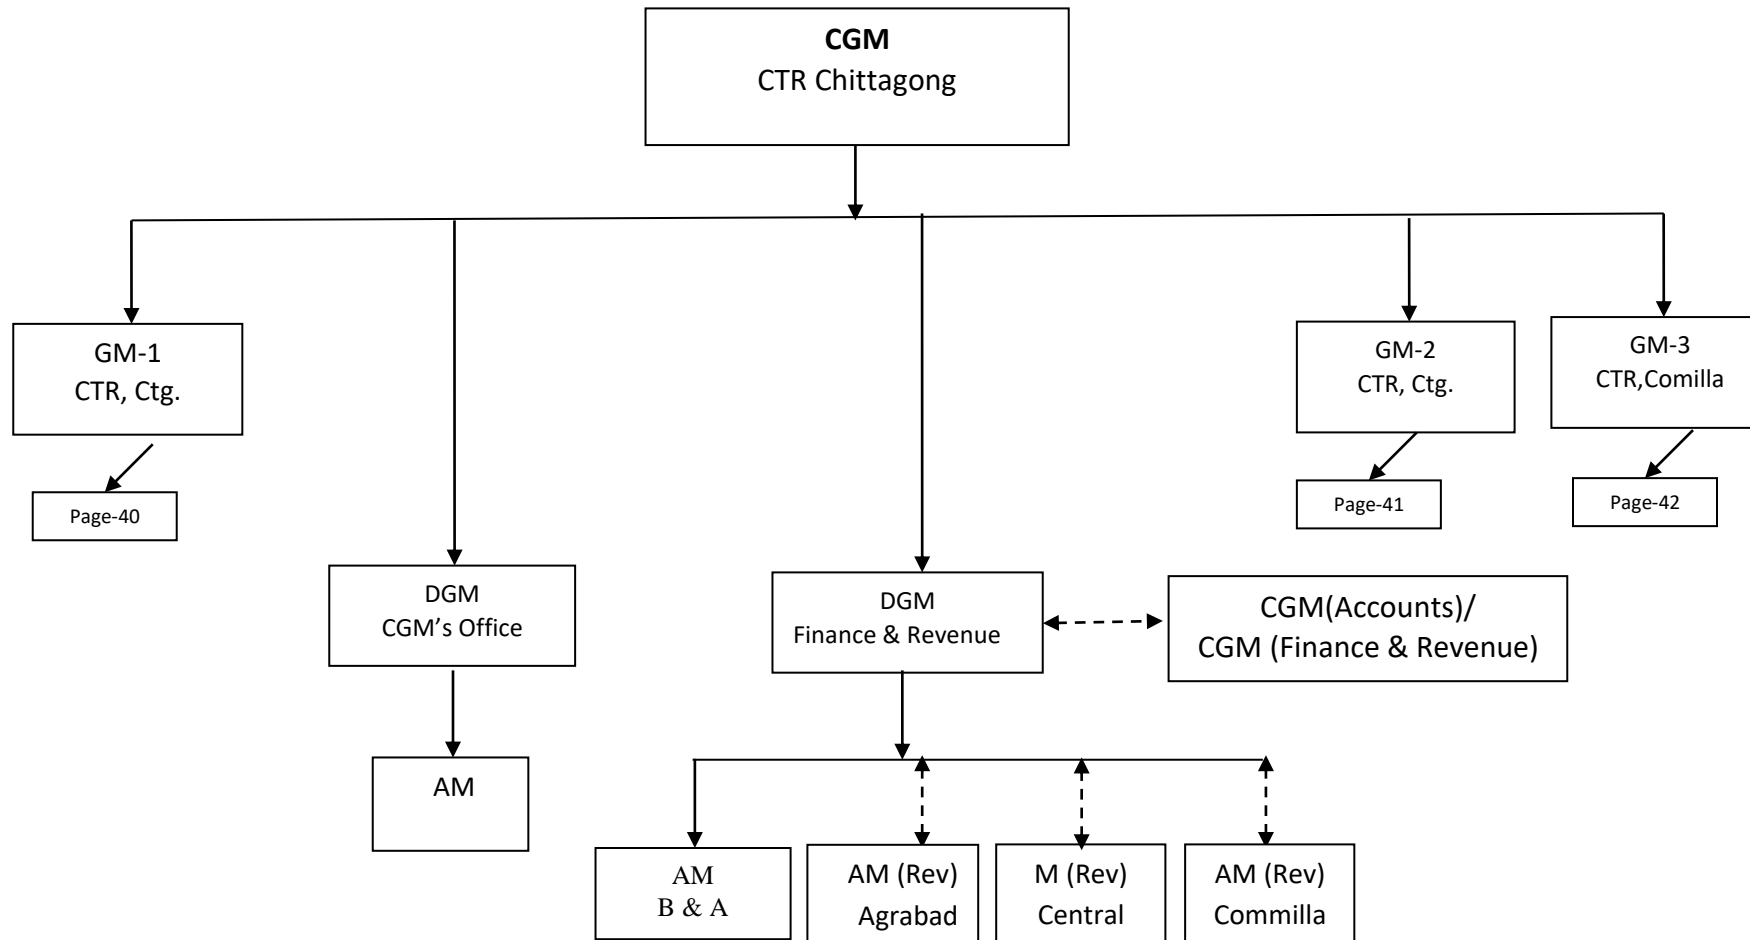 CGM
CTR Chittagong
GM-1
CTR, Ctg.
GM-2
CTR, Ctg.
GM-3
CTR,Comilla
Page-40
Page-41
Page-42
DGM
CGM’s Office
DGM
Finance & Revenue
CGM(Accounts)/
CGM (Finance & Revenue)
AM
AM
B & A
AM (Rev)
Agrabad
M (Rev)
Central
AM (Rev)
Commilla